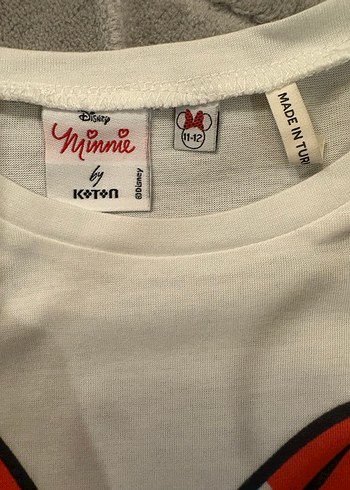 Disney
Minnie
by
KOTON
©Disney
11-12
MADE IN TUR